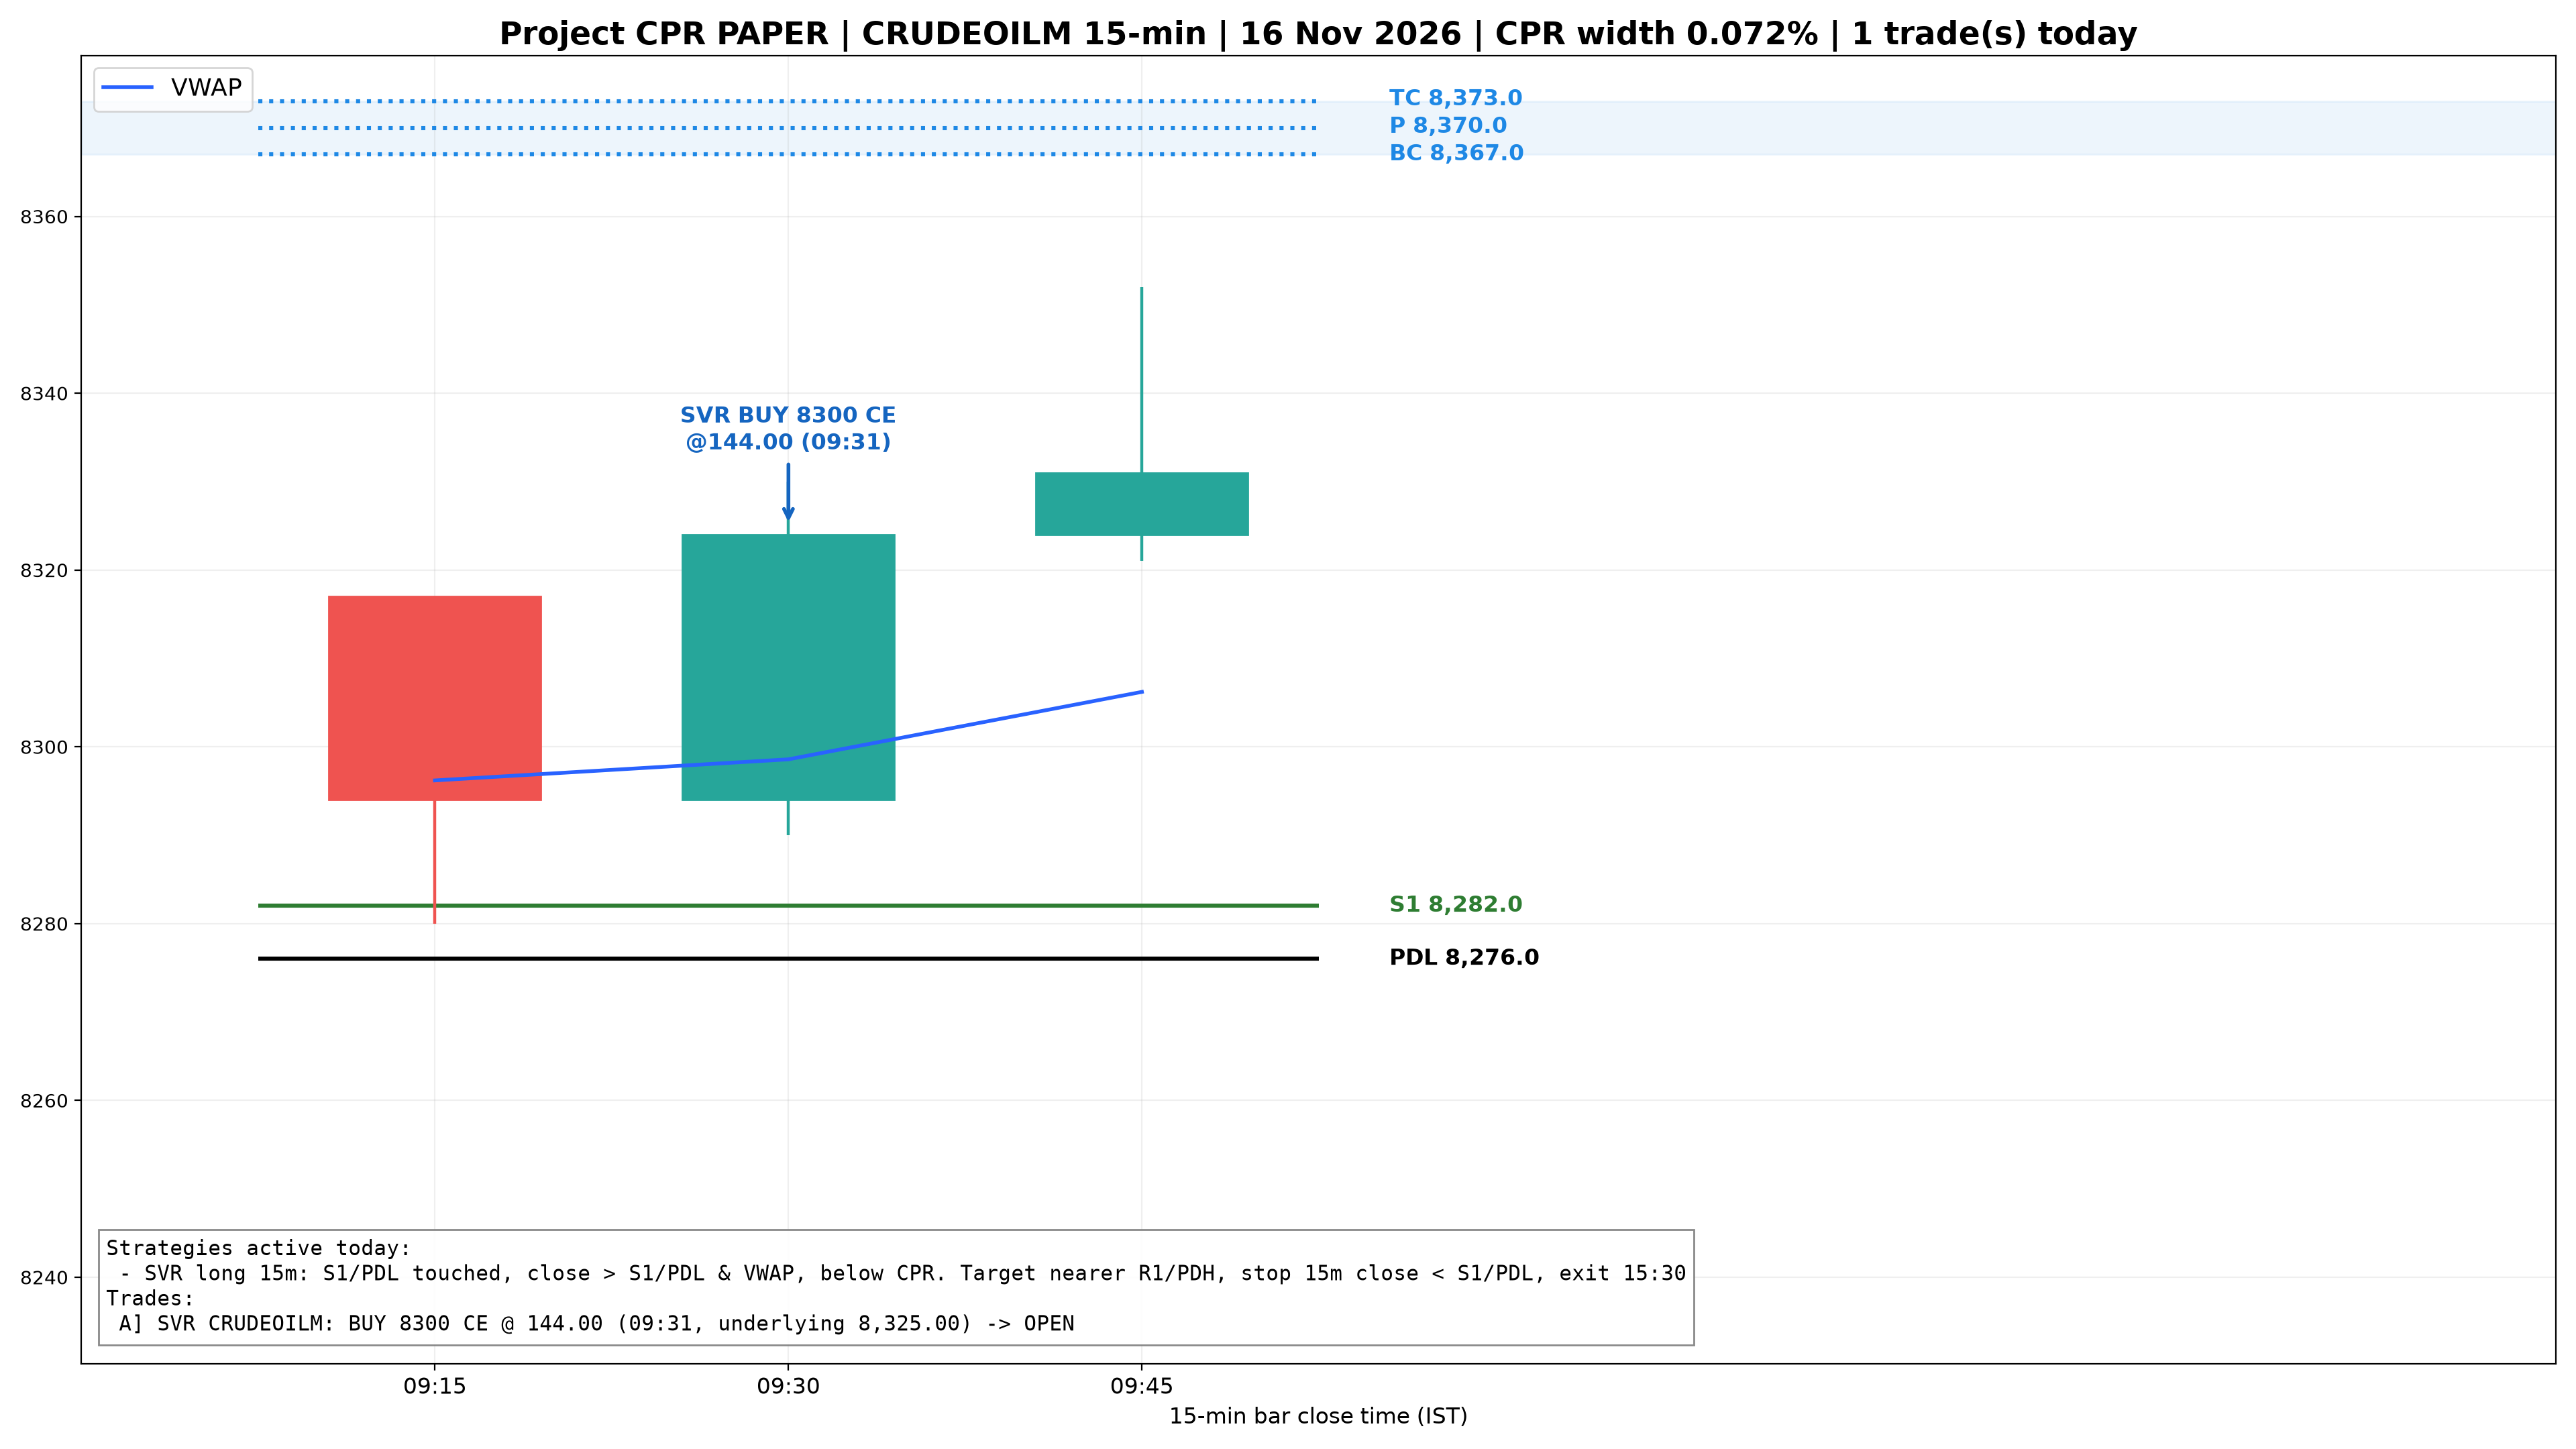 Project CPR PAPER | CRUDEOILM 15-min | 16 Nov 2026 | CPR width 0.072% | 1 trade(s) today
VWAP
TC 8,373.0
P 8,370.0
BC 8,367.0
8360
8340
SVR BUY 8300 CE
@144.00 (09:31)
8320
8300
S1 8,282.0
8280
PDL 8,276.0
8260
8240
Strategies active today:
- SVR long 15m: S1/PDL touched, close > S1/PDL & VWAP, below CPR. Target nearer R1/PDH, stop 15m close < S1/PDL, exit 15:30
Trades:
A] SVR CRUDEOILM: BUY 8300 CE @ 144.00 (09:31, underlying 8,325.00) -> OPEN
09:15 09:30 09:45
15-min bar close time (IST)